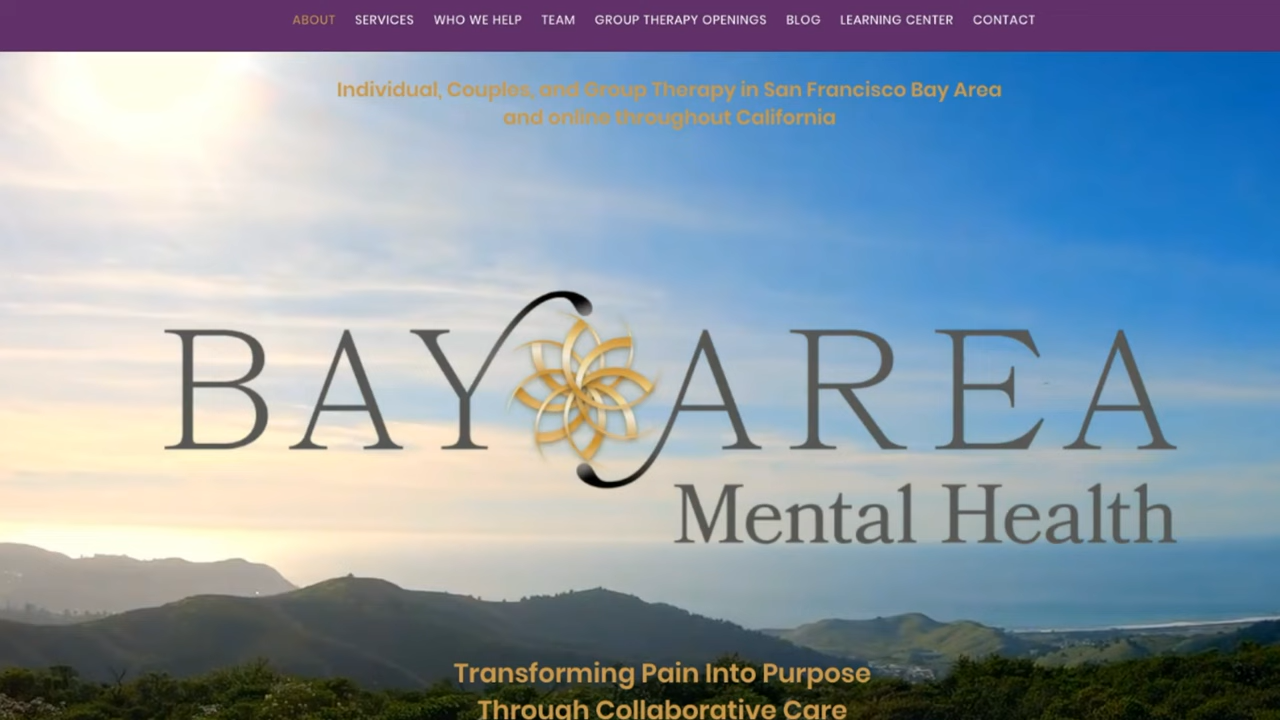 ABOUT SERVICES WHO WE HELP TEAM GROUP THERAPY OPENINGS BLOG LEARNING CENTER CONTACT
Individual, Couples, and Group Therapy in San Francisco Bay Area
and online throughout California
BAY AREA
Mental Health
Transforming Pain Into Purpose
Through Collaborative Care